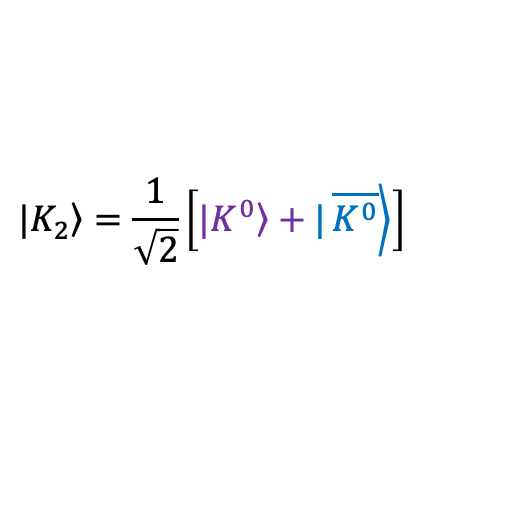 |K₂⟩ = 1/√2 [|K⁰⟩ + |K̅⁰̅⟩]